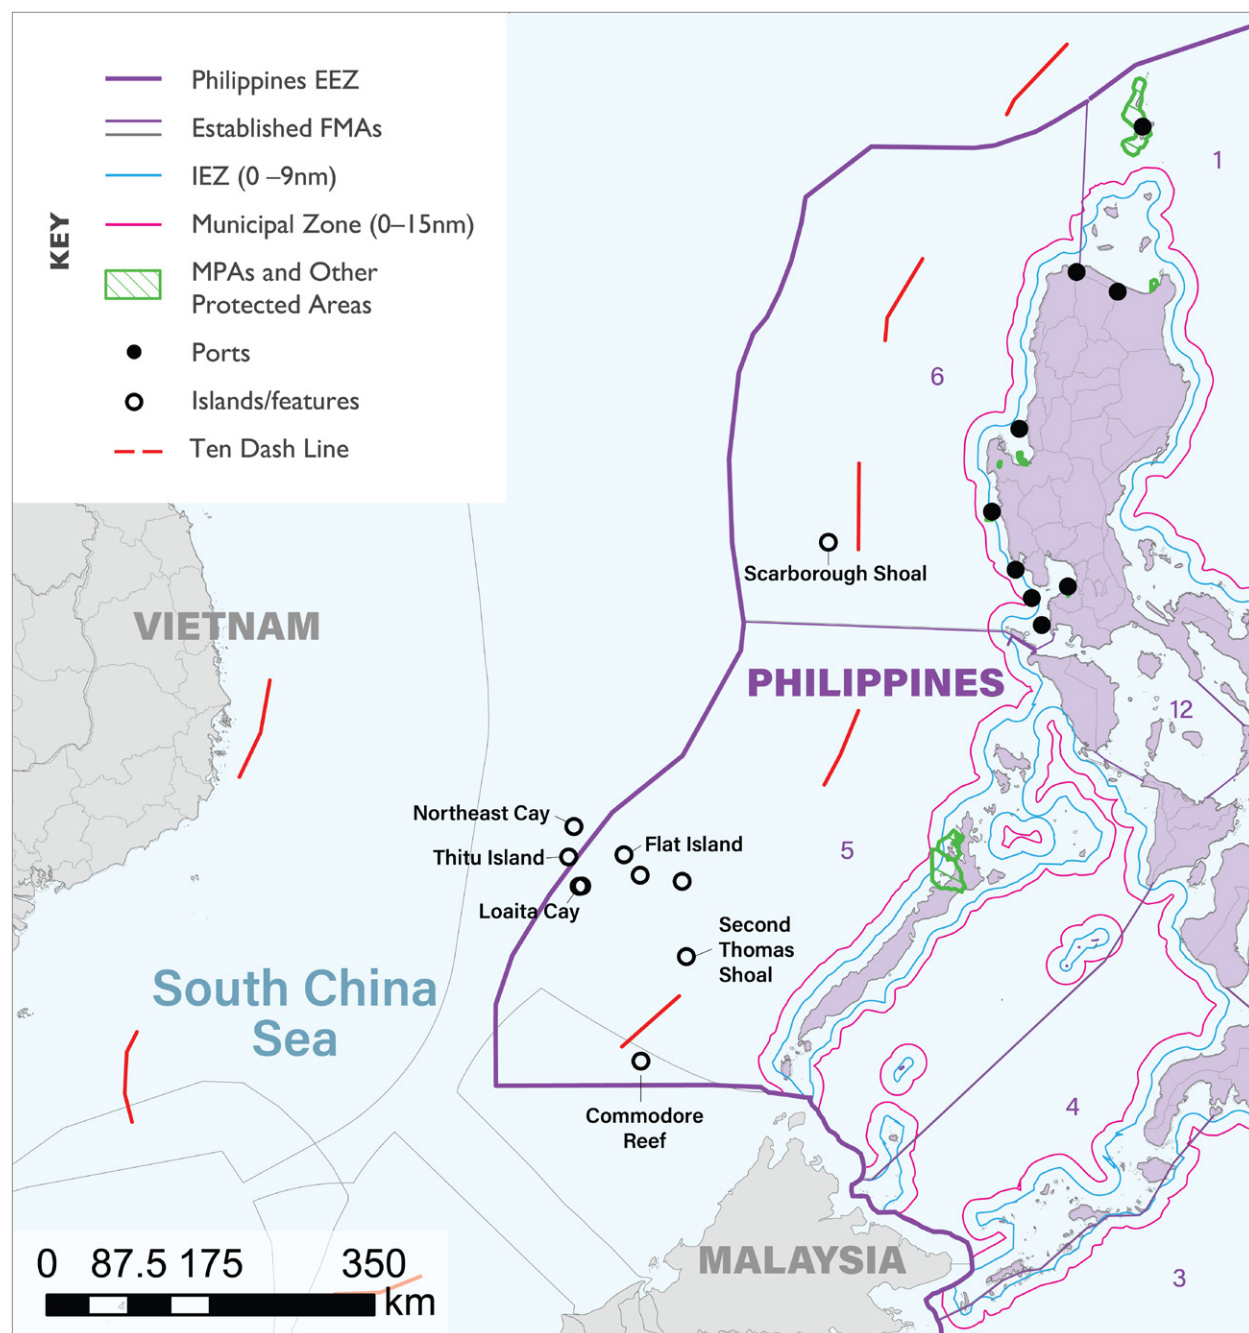 KEY
Philippines EEZ
Established FMAs
IEZ (0 –9nm)
Municipal Zone (0–15nm)
MPAs and Other
Protected Areas
Ports
Islands/features
Ten Dash Line
1
6
Scarborough Shoal
VIETNAM
PHILIPPINES
12
Northeast Cay
Thitu Island
Flat Island
5
Loaita Cay
Second
Thomas
Shoal
South China
Sea
Commodore
Reef
4
MALAYSIA
3
0 87.5 175 350
km